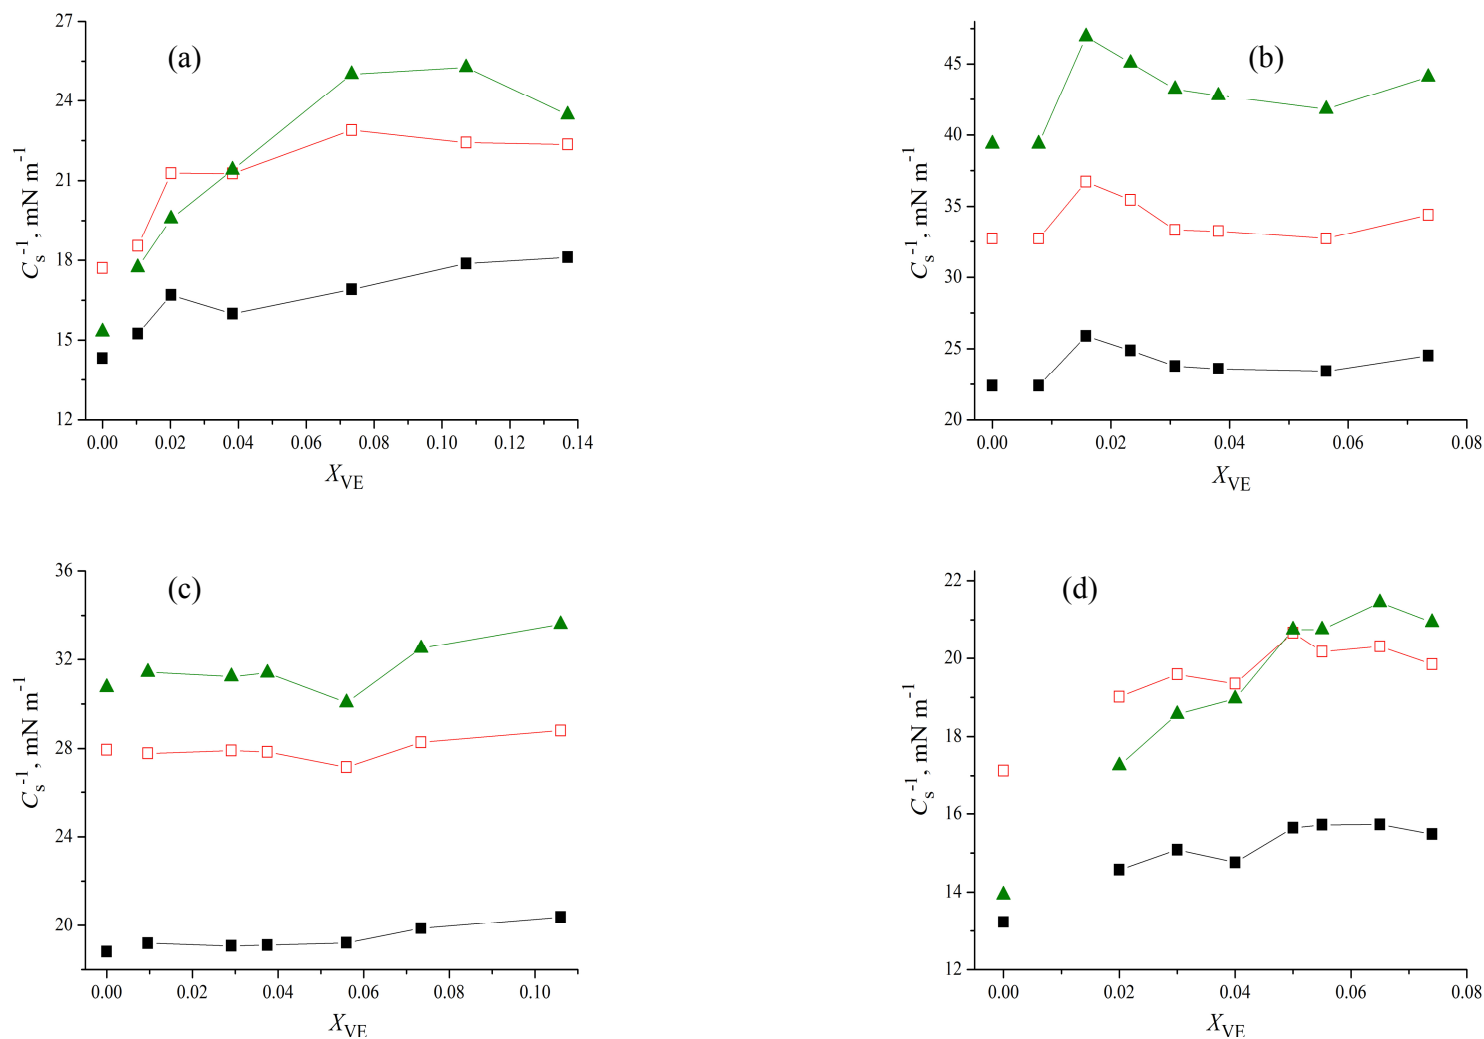 (a)
27
24
21
18
15
12
C_s^-1, mN m^-1
0.00 0.02 0.04 0.06 0.08 0.10 0.12 0.14
X_VE
(b)
45
40
35
30
25
20
C_s^-1, mN m^-1
0.00 0.02 0.04 0.06 0.08
X_VE
(c)
36
32
28
24
20
C_s^-1, mN m^-1
0.00 0.02 0.04 0.06 0.08 0.10
X_VE
(d)
22
20
18
16
14
12
C_s^-1, mN m^-1
0.00 0.02 0.04 0.06 0.08
X_VE